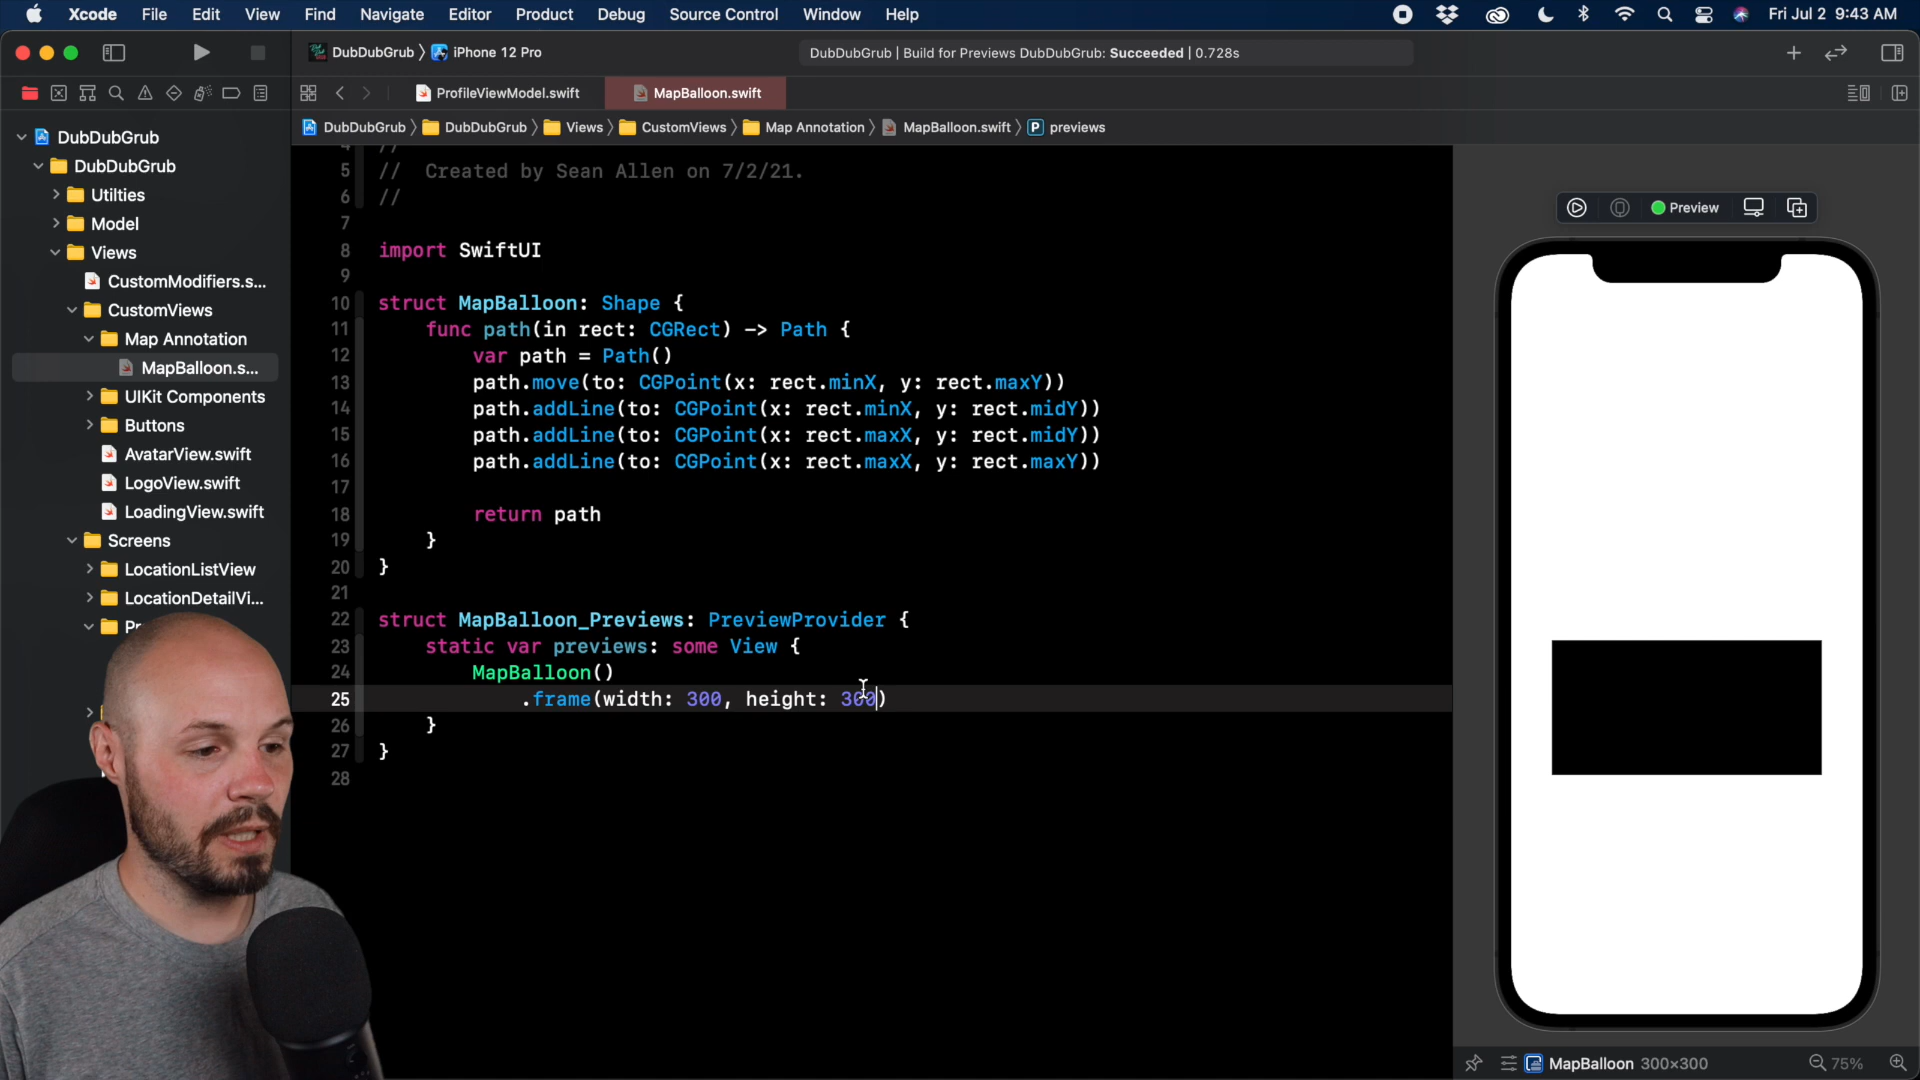 Xcode File Edit View Find Navigate Editor Product Debug Source Control Window Help Fri Jul 2 9:43 AM
DubDubGrub iPhone 12 Pro DubDubGrub | Build for Previews DubDubGrub: Succeeded | 0.728s
ProfileViewModel.swift MapBalloon.swift
DubDubGrub DubDubGrub Views CustomViews Map Annotation MapBalloon.swift P previews
DubDubGrub
DubDubGrub
Utilties
Model
Views
CustomModifiers.s...
CustomViews
Map Annotation
MapBalloon.s...
UIKit Components
Buttons
AvatarView.swift
LogoView.swift
LoadingView.swift
Screens
LocationListView
LocationDetailVi...
Pr
4 //
5 // Created by Sean Allen on 7/2/21.
6 //
7
8 import SwiftUI
9
10 struct MapBalloon: Shape {
11 func path(in rect: CGRect) -> Path {
12 var path = Path()
13 path.move(to: CGPoint(x: rect.minX, y: rect.maxY))
14 path.addLine(to: CGPoint(x: rect.minX, y: rect.midY))
15 path.addLine(to: CGPoint(x: rect.maxX, y: rect.midY))
16 path.addLine(to: CGPoint(x: rect.maxX, y: rect.maxY))
17
18 return path
19 }
20 }
21
22 struct MapBalloon_Previews: PreviewProvider {
23 static var previews: some View {
24 MapBalloon()
25 .frame(width: 300, height: 300)
26 }
27 }
28
Preview
MapBalloon 300×300 75%